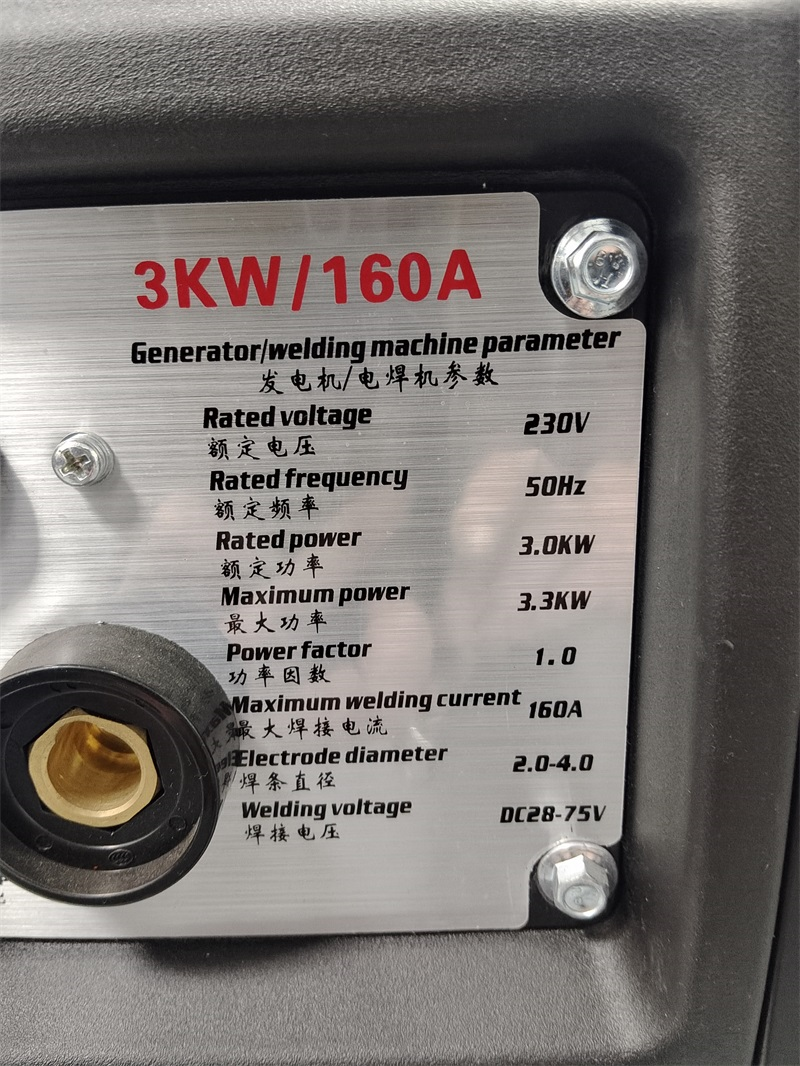 3KW/160A
Generator/welding machine parameter
发电机/电焊机参数
Rated voltage 230V
额定电压
Rated frequency 50Hz
额定频率
Rated power 3.0KW
额定功率
Maximum power 3.3KW
最大功率
Power factor 1.0
功率因数
Maximum welding current 160A
最大焊接电流
Electrode diameter 2.0-4.0
焊条直径
Welding voltage DC28-75V
焊接电压